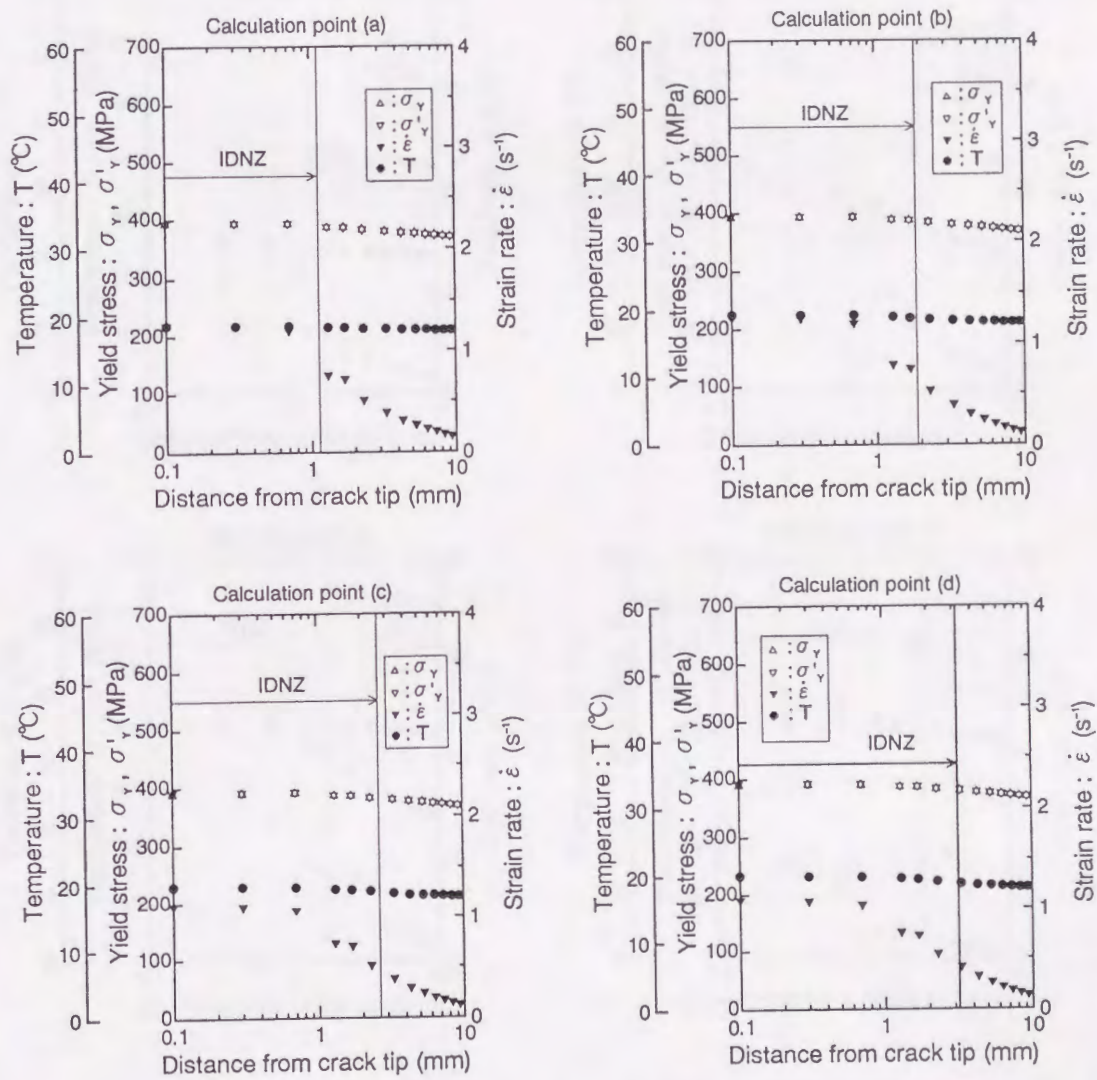 Calculation point (a)
60
50
40
30
20
10
0
Temperature : T (℃)
700
600
500
400
300
200
100
0
Yield stress : σY , σ'Y (MPa)
IDNZ
△ : σY
▽ : σ'Y
▼ : ε̇
● : T
4
3
2
1
0
Strain rate : ε̇ (s⁻¹)
0.1 1 10
Distance from crack tip (mm)
Calculation point (b)
60
50
40
30
20
10
0
Temperature : T (℃)
700
600
500
400
300
200
100
0
Yield stress : σY , σ'Y (MPa)
IDNZ
△ : σY
▽ : σ'Y
▼ : ε̇
● : T
4
3
2
1
0
Strain rate : ε̇ (s⁻¹)
0.1 1 10
Distance from crack tip (mm)
Calculation point (c)
60
50
40
30
20
10
0
Temperature : T (℃)
700
600
500
400
300
200
100
0
Yield stress : σY , σ'Y (MPa)
IDNZ
△ : σY
▽ : σ'Y
▼ : ε̇
● : T
4
3
2
1
0
Strain rate : ε̇ (s⁻¹)
0.1 1 10
Distance from crack tip (mm)
Calculation point (d)
60
50
40
30
20
10
0
Temperature : T (℃)
700
600
500
400
300
200
100
0
Yield stress : σY , σ'Y (MPa)
IDNZ
△ : σY
▽ : σ'Y
▼ : ε̇
● : T
4
3
2
1
0
Strain rate : ε̇ (s⁻¹)
0.1 1 10
Distance from crack tip (mm)